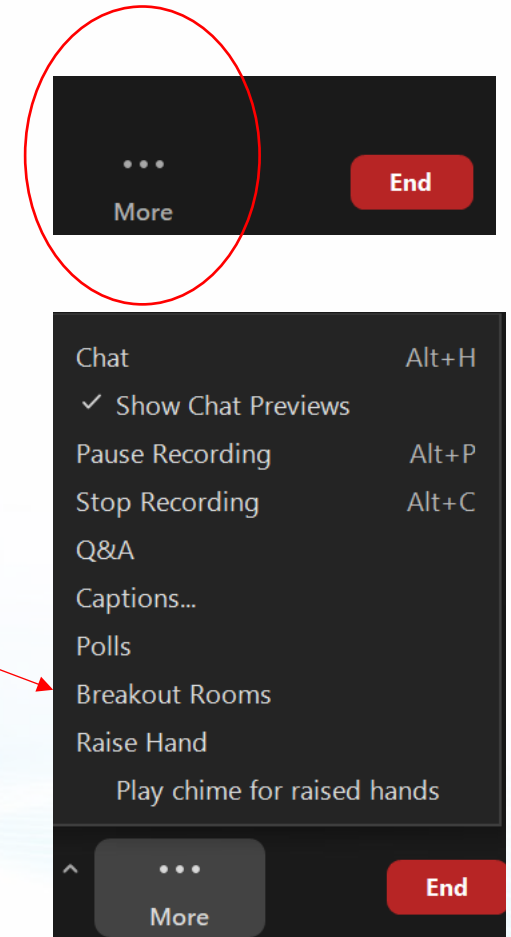 More
End
Chat Alt+H
Show Chat Previews
Pause Recording Alt+P
Stop Recording Alt+C
Q&A
Captions...
Polls
Breakout Rooms
Raise Hand
Play chime for raised hands
More
End